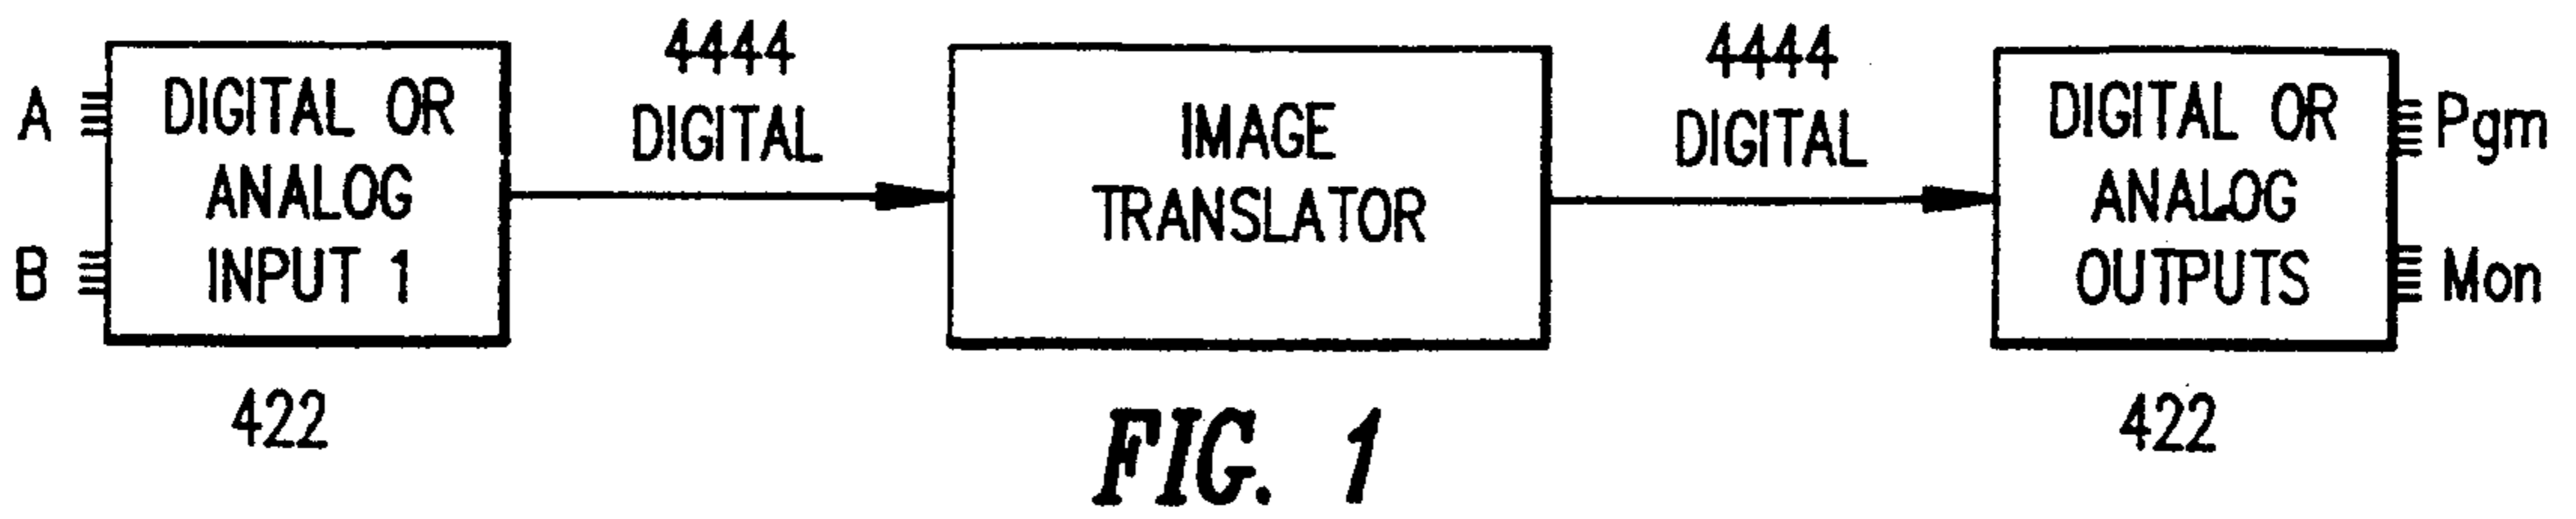 A
B
DIGITAL OR
ANALOG
INPUT 1
422
4444
DIGITAL
IMAGE
TRANSLATOR
4444
DIGITAL
DIGITAL OR
ANALOG
OUTPUTS
422
Pgm
Mon
FIG. 1